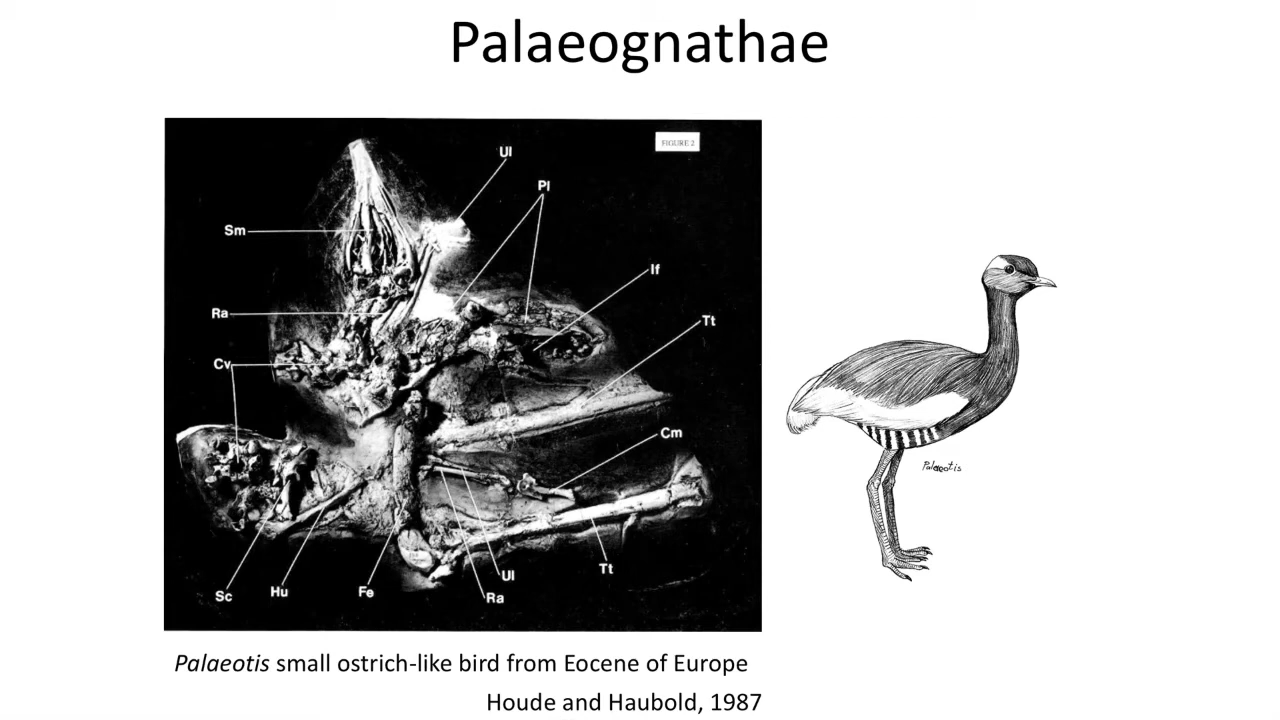 Palaeognathae
FIGURE 2
Ul
Pl
Sm
If
Ra
Tt
Cv
Cm
Sc
Hu
Fe
Ul
Ra
Tt
Palaeotis
Palaeotis small ostrich-like bird from Eocene of Europe
Houde and Haubold, 1987